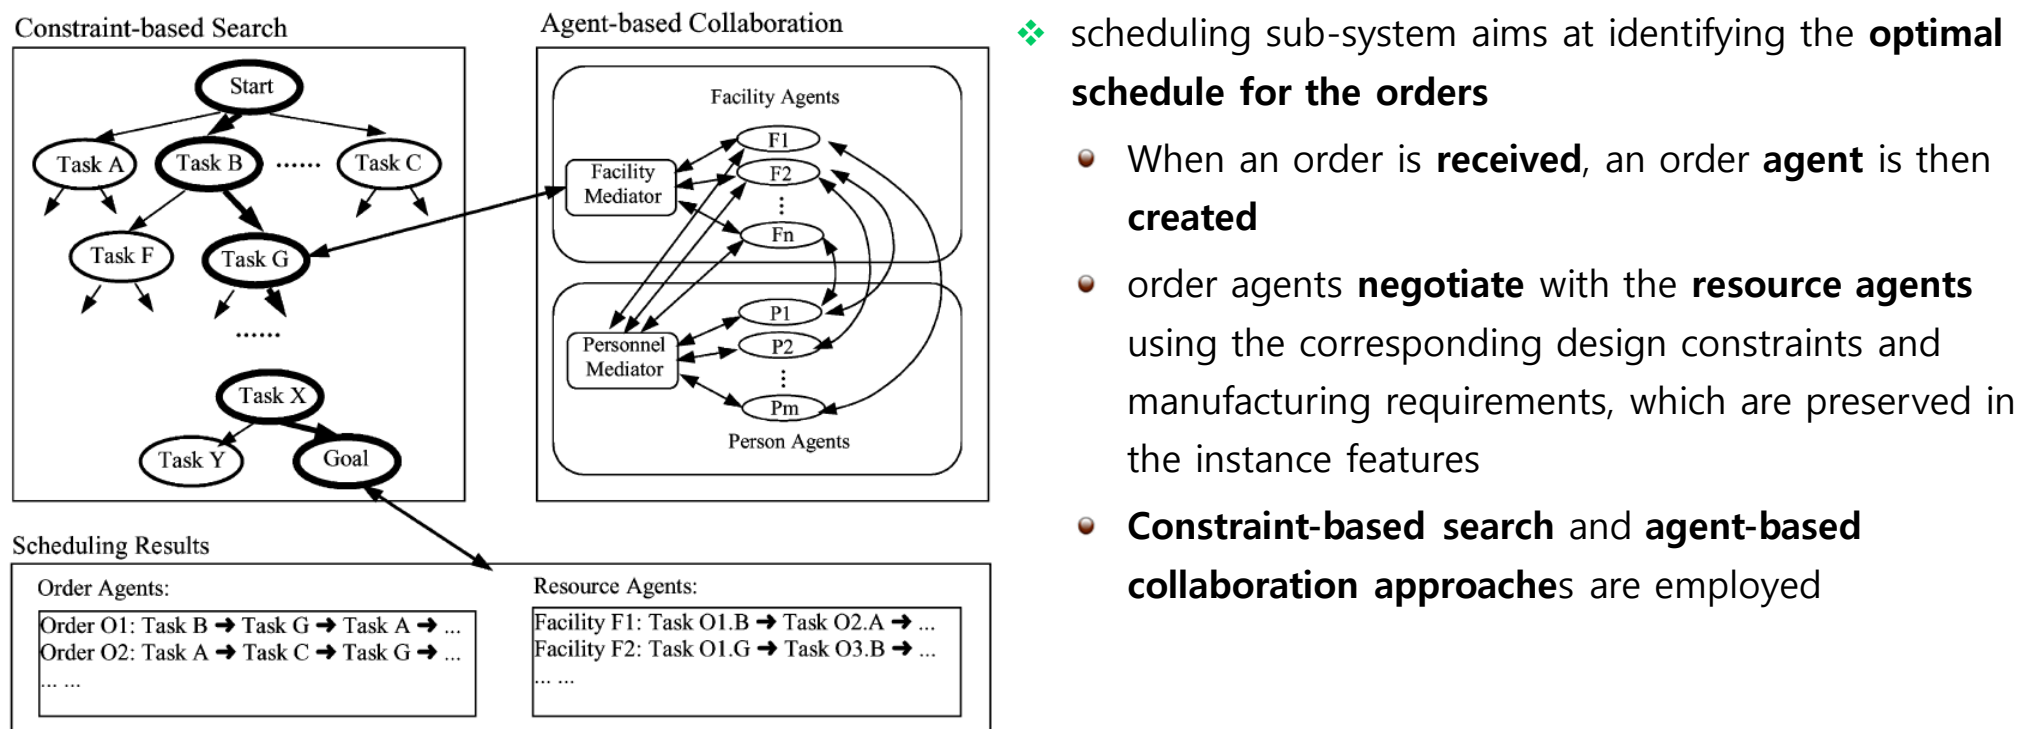 Constraint-based Search
Start
Task A
Task B
......
Task C
Task F
Task G
......
Task X
Task Y
Goal
Agent-based Collaboration
Facility Agents
F1
Facility
Mediator
F2
Fn
P1
Personnel
Mediator
P2
Pm
Person Agents
Scheduling Results
Order Agents:
Order O1: Task B ➔ Task G ➔ Task A ➔ ...
Order O2: Task A ➔ Task C ➔ Task G ➔ ...
... ...
Resource Agents:
Facility F1: Task O1.B ➔ Task O2.A ➔ ...
Facility F2: Task O1.G ➔ Task O3.B ➔ ...
... ...
scheduling sub-system aims at identifying the optimal
schedule for the orders
When an order is received, an order agent is then
created
order agents negotiate with the resource agents
using the corresponding design constraints and
manufacturing requirements, which are preserved in
the instance features
Constraint-based search and agent-based
collaboration approaches are employed